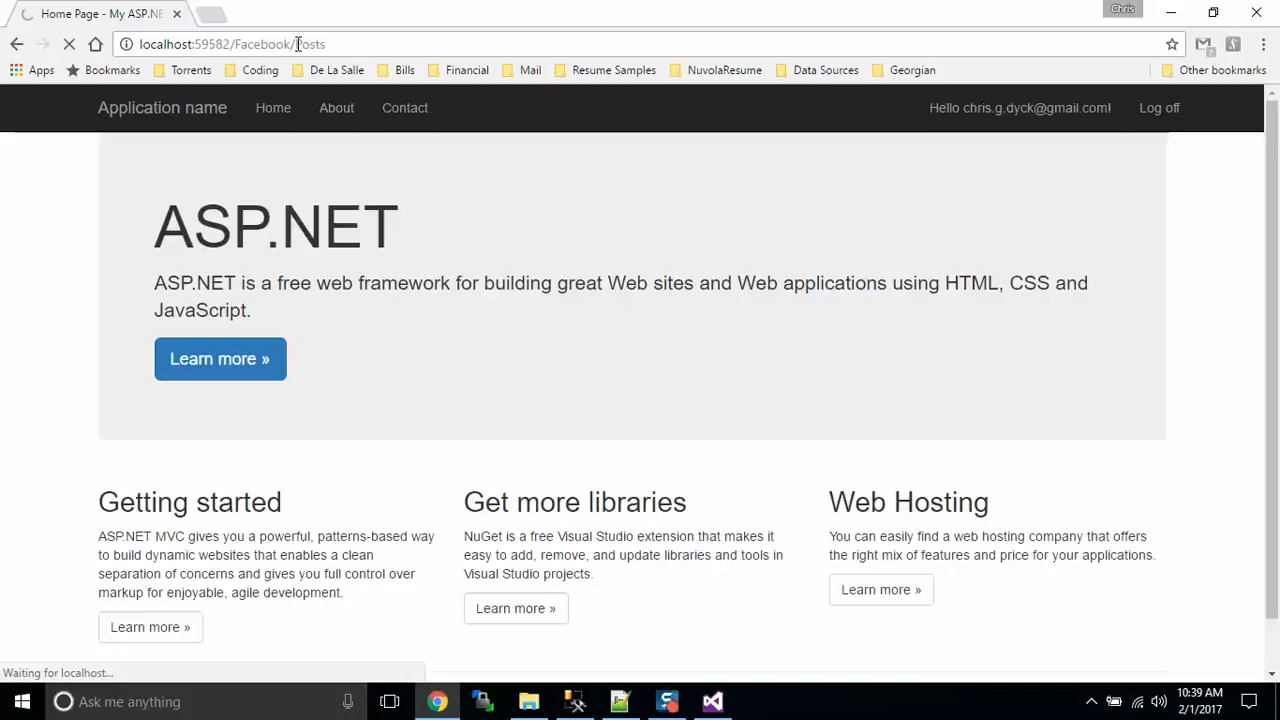 Home Page - My ASP.NE
Chris
localhost:59582/Facebook/Posts
Apps Bookmarks Torrents Coding De La Salle Bills Financial Mail Resume Samples NuvolaResume Data Sources Georgian Other bookmarks
Application name Home About Contact Hello chris.g.dyck@gmail.com! Log off
ASP.NET
ASP.NET is a free web framework for building great Web sites and Web applications using HTML, CSS and
JavaScript.
Learn more »
Getting started
ASP.NET MVC gives you a powerful, patterns-based way
to build dynamic websites that enables a clean
separation of concerns and gives you full control over
markup for enjoyable, agile development.
Learn more »
Get more libraries
NuGet is a free Visual Studio extension that makes it
easy to add, remove, and update libraries and tools in
Visual Studio projects.
Learn more »
Web Hosting
You can easily find a web hosting company that offers
the right mix of features and price for your applications.
Learn more »
Waiting for localhost...
Ask me anything
10:39 AM
2/1/2017